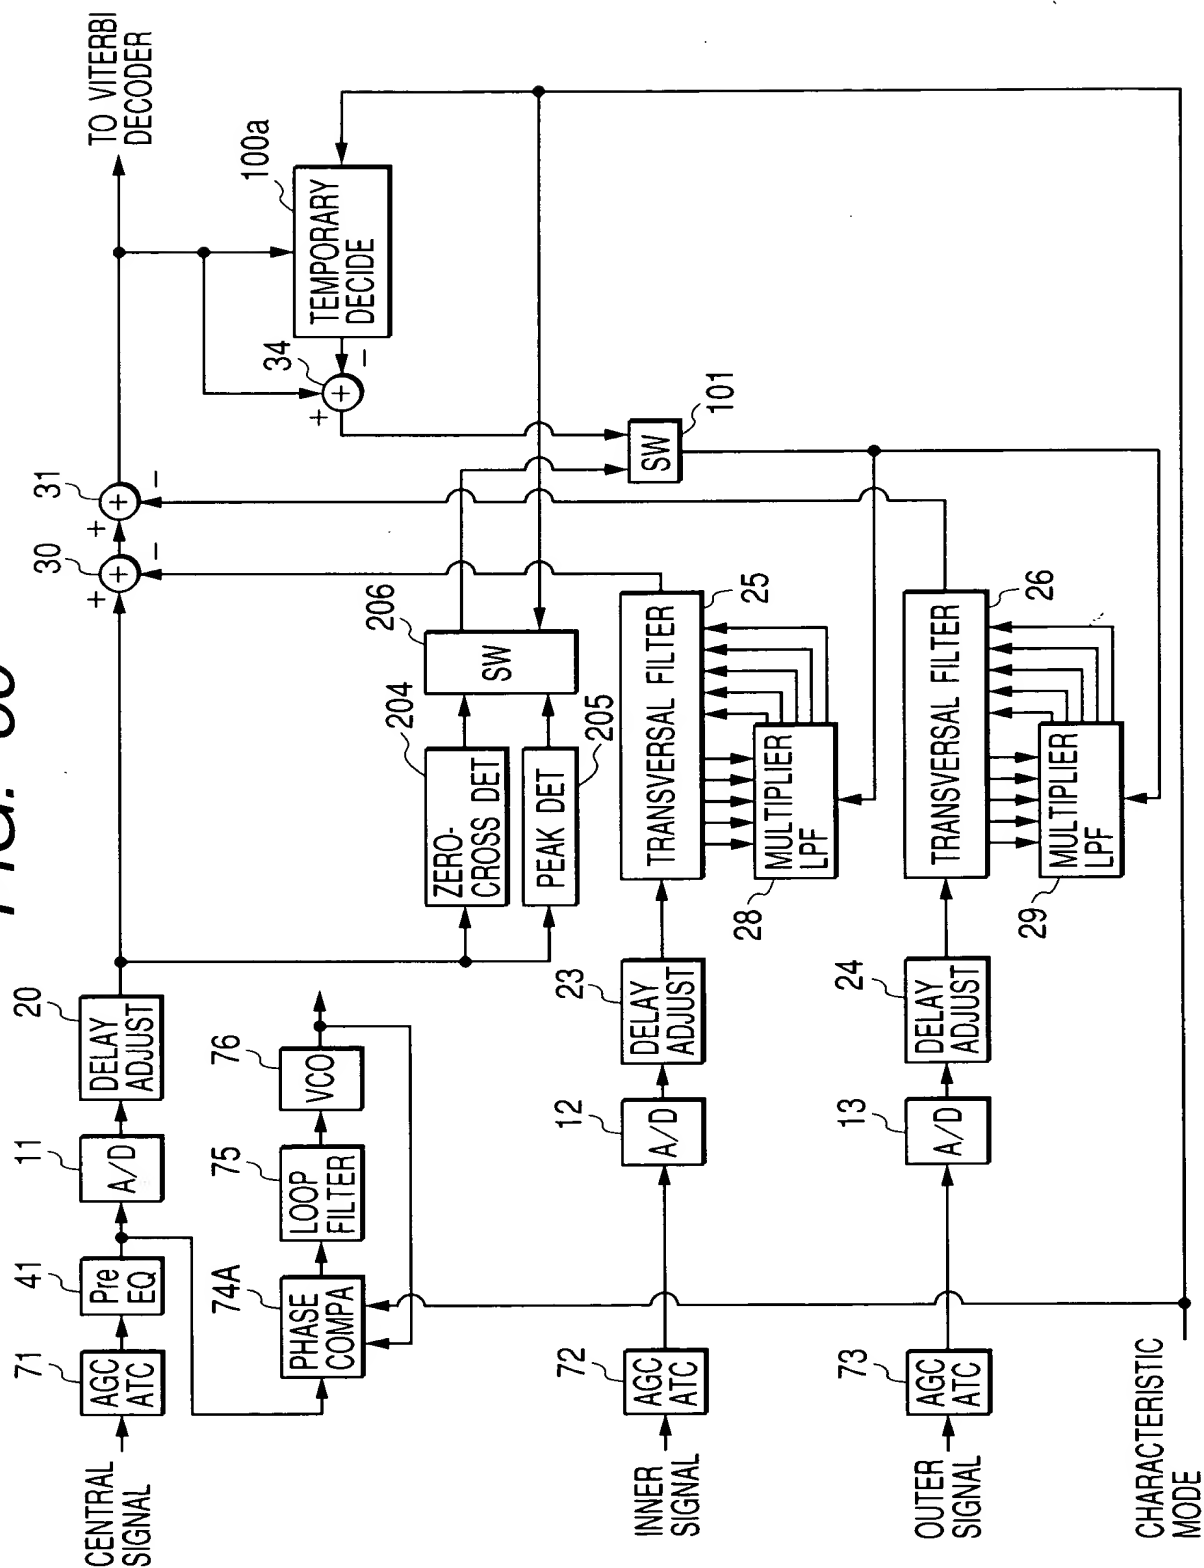 CENTRAL
SIGNAL
71
AGC
ATC
41
Pre
EQ
11
A/D
20
DELAY
ADJUST
30
+
+
−
31
+
+
−
TO VITERBI
DECODER
74A
PHASE
COMPA
75
LOOP
FILTER
76
VCO
204
ZERO-
CROSS DET
PEAK DET
205
206
SW
34
+
+
−
100a
TEMPORARY
DECIDE
SW
101
INNER
SIGNAL
72
AGC
ATC
12
A/D
23
DELAY
ADJUST
TRANSVERSAL FILTER
25
28
MULTIPLIER
LPF
OUTER
SIGNAL
73
AGC
ATC
13
A/D
24
DELAY
ADJUST
TRANSVERSAL FILTER
26
29
MULTIPLIER
LPF
CHARACTERISTIC
MODE